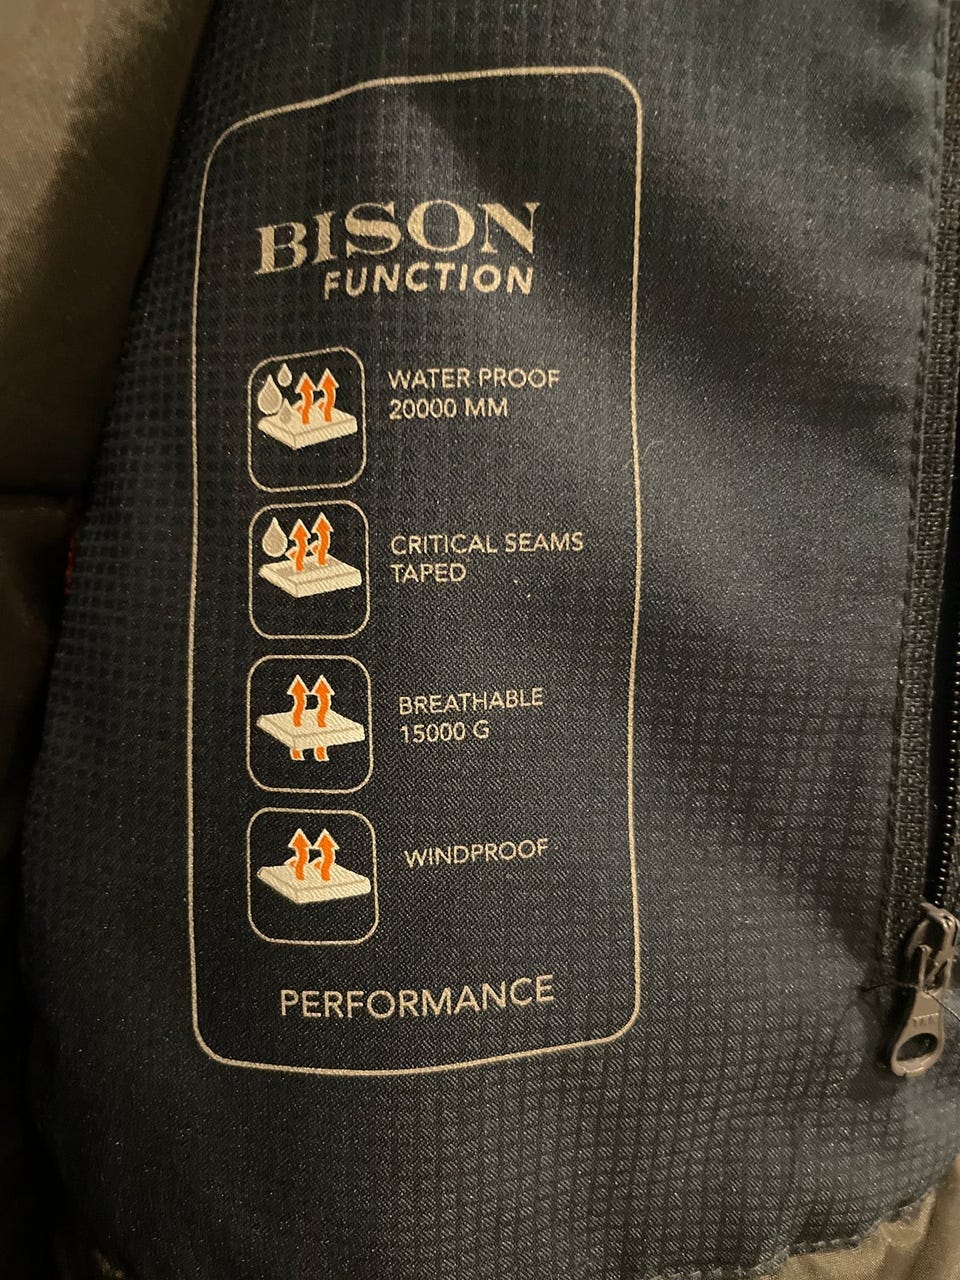 BISON
FUNCTION
WATER PROOF
20000 MM
CRITICAL SEAMS
TAPED
BREATHABLE
15000 G
WINDPROOF
PERFORMANCE